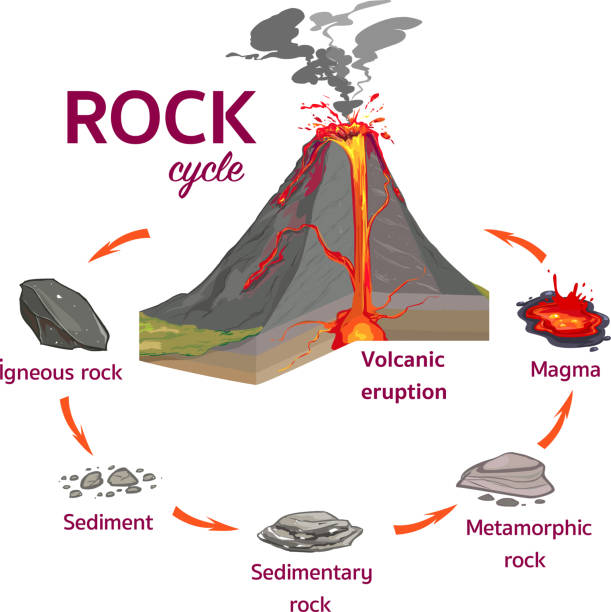 ROCK
cycle
Igneous rock
Volcanic
eruption
Magma
Sediment
Sedimentary
rock
Metamorphic
rock